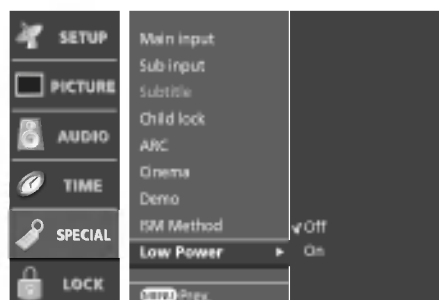 SETUP
PICTURE
AUDIO
TIME
SPECIAL
LOCK
Main input
Sub input
Subtitle
Child lock
ARC
Cinema
Demo
ISM Method
Low Power
Off
On
MENU Prev.